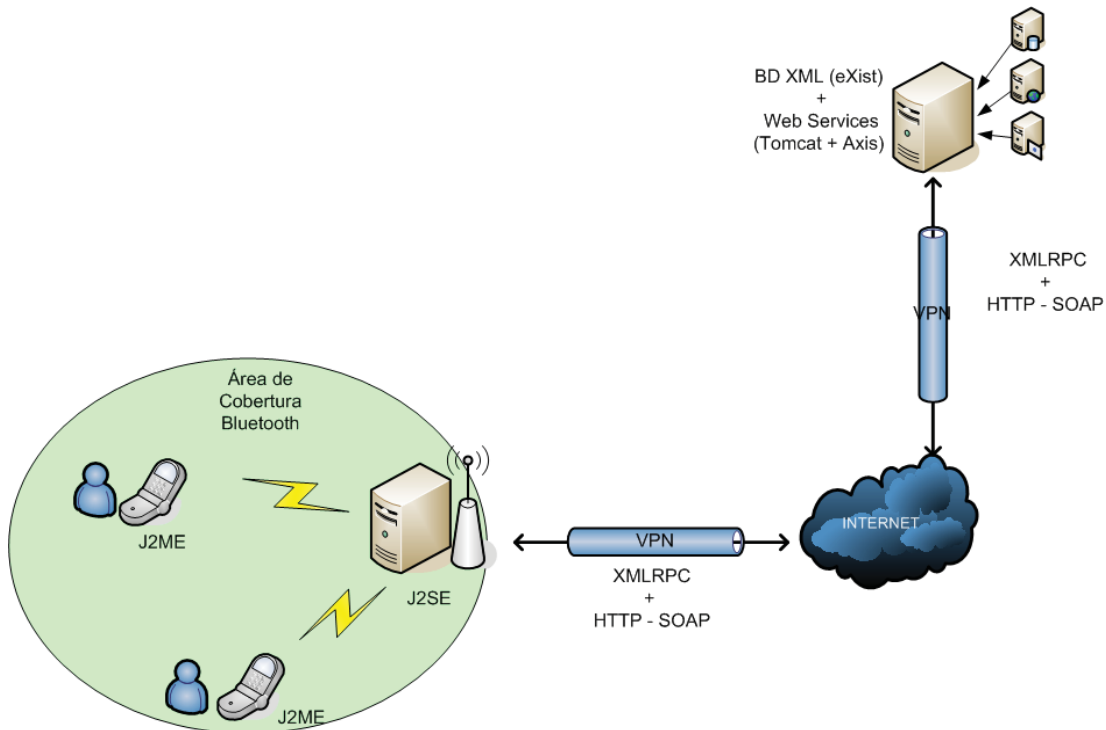 BD XML (eXist)
+
Web Services
(Tomcat + Axis)
VPN
XMLRPC
+
HTTP - SOAP
Área de
Cobertura
Bluetooth
J2ME
J2SE
J2ME
VPN
XMLRPC
+
HTTP - SOAP
INTERNET